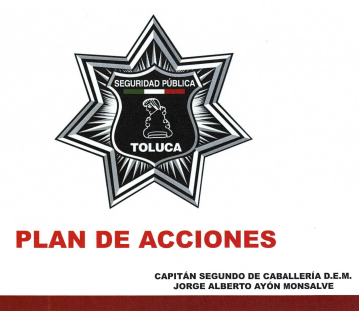 SEGURIDAD PÚBLICA
TOLUCA
PLAN DE ACCIONES
CAPITÁN SEGUNDO DE CABALLERÍA D.E.M.
JORGE ALBERTO AYÓN MONSALVE